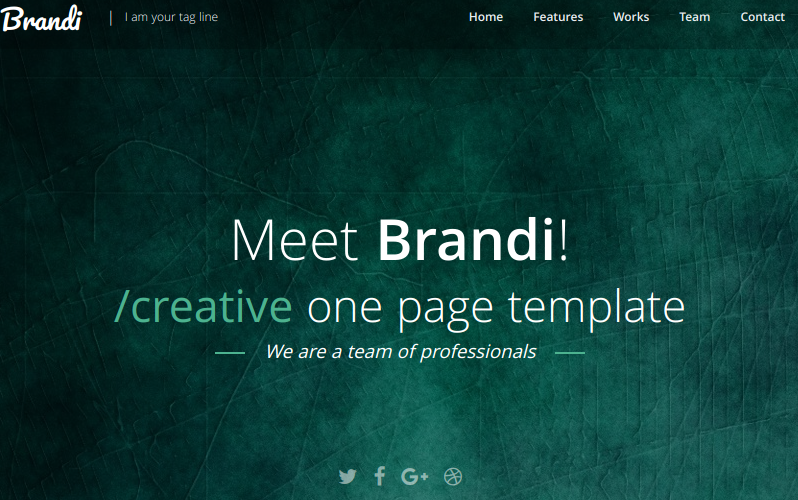 Brandi | I am your tag line Home Features Works Team Contact
Meet Brandi!
/creative one page template
We are a team of professionals